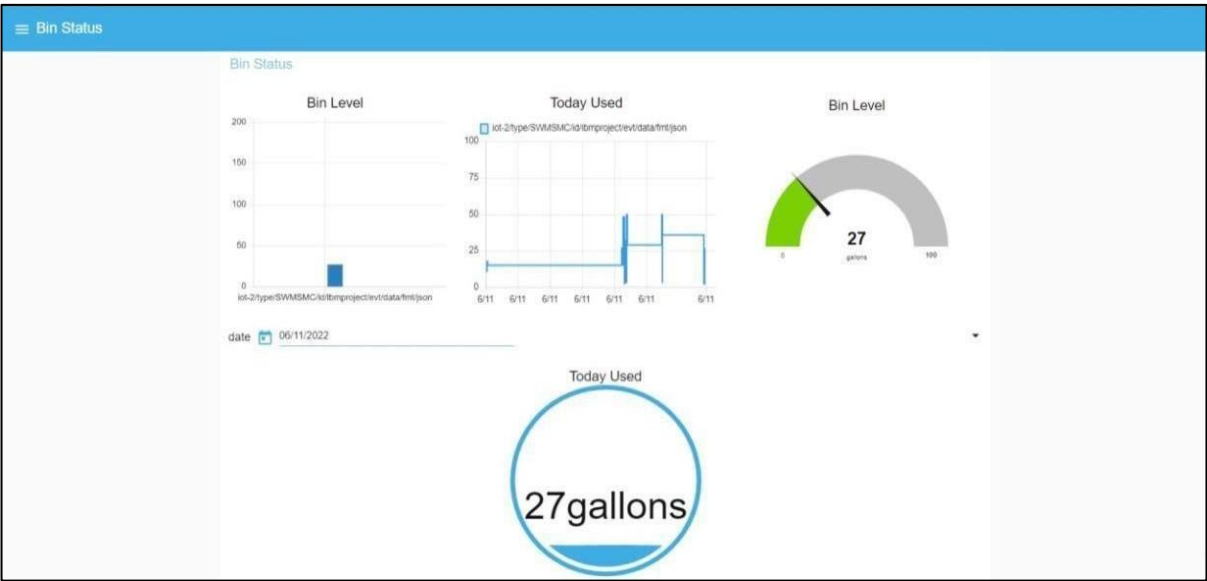 Bin Status
Bin Status
Bin Level
200
150
100
50
0
iot-2/type/SWMSMC/id/ibmproject/evt/data/fmt/json
Today Used
iot-2/type/SWMSMC/id/ibmproject/evt/data/fmt/json
100
75
50
25
0
6/11 6/11 6/11 6/11 6/11 6/11 6/11
Bin Level
27
galons
0 100
date 06/11/2022
Today Used
27gallons